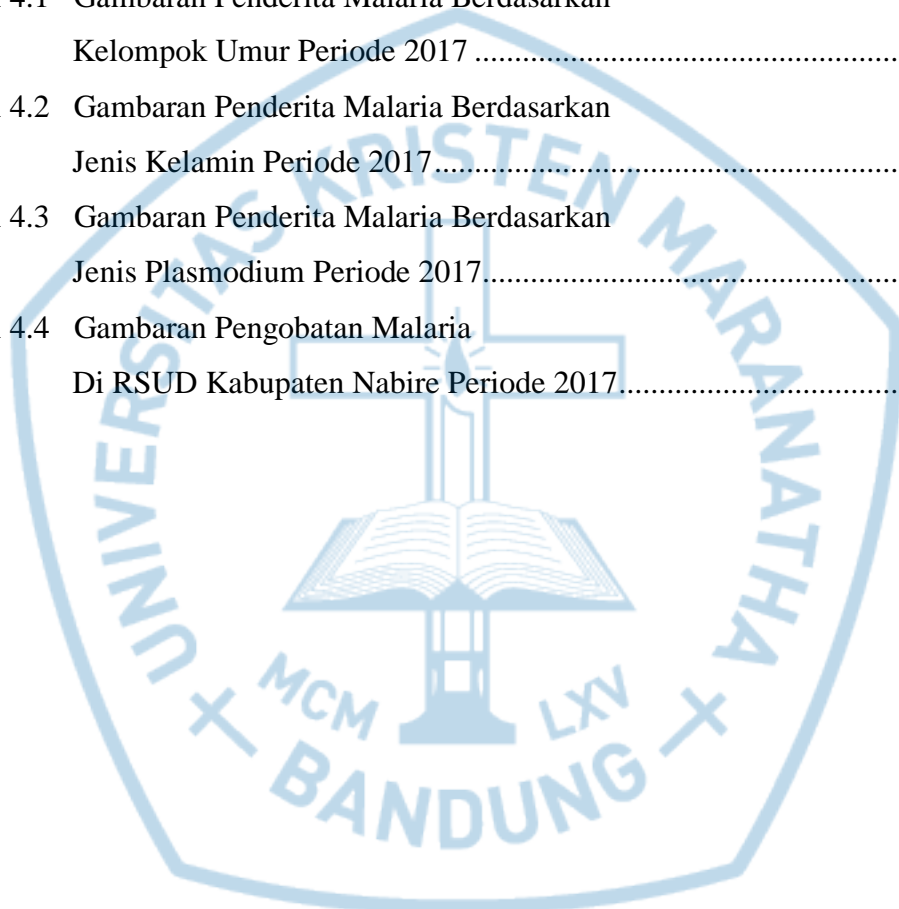 4.1 Gambaran Penderita Malaria Berdasarkan
Kelompok Umur Periode 2017 ........................................................
4.2 Gambaran Penderita Malaria Berdasarkan
Jenis Kelamin Periode 2017.............................................................
4.3 Gambaran Penderita Malaria Berdasarkan
Jenis Plasmodium Periode 2017.......................................................
4.4 Gambaran Pengobatan Malaria
Di RSUD Kabupaten Nabire Periode 2017.....................................
UNIVERSITAS KRISTEN MARANATHA
MCM LXV
BANDUNG